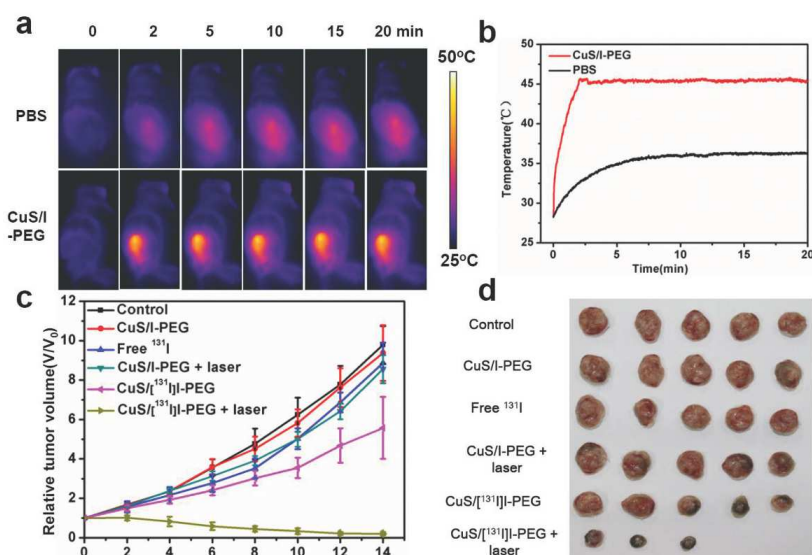 a
0 2 5 10 15 20 min
PBS
CuS/I
-PEG
50°C
25°C
b
CuS/I-PEG
PBS
Temperature(℃)
50
45
40
35
30
25
0 5 10 15 20
Time(min)
c
Relative tumor volume(V/V₀)
12
10
8
6
4
2
0
Control
CuS/I-PEG
Free ¹³¹I
CuS/I-PEG + laser
CuS/[¹³¹I]I-PEG
CuS/[¹³¹I]I-PEG + laser
0 2 4 6 8 10 12 14
d
Control
CuS/I-PEG
Free ¹³¹I
CuS/I-PEG +
laser
CuS/[¹³¹I]I-PEG
CuS/[¹³¹I]I-PEG +
laser